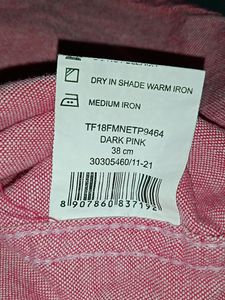 DRY IN SHADE WARM IRON
MEDIUM IRON
TF18FMNETP9464
DARK PINK
38 cm
30305460/11-21
8 907860 837192